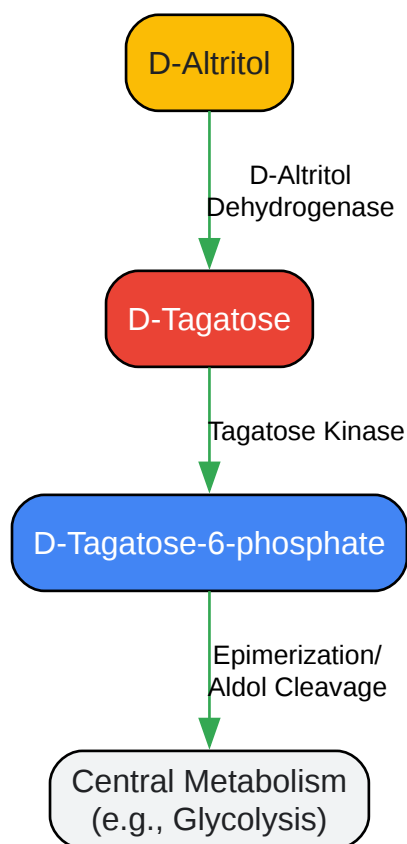 D-Altritol
D-Altritol
Dehydrogenase
D-Tagatose
Tagatose Kinase
D-Tagatose-6-phosphate
Epimerization/
Aldol Cleavage
Central Metabolism
(e.g., Glycolysis)